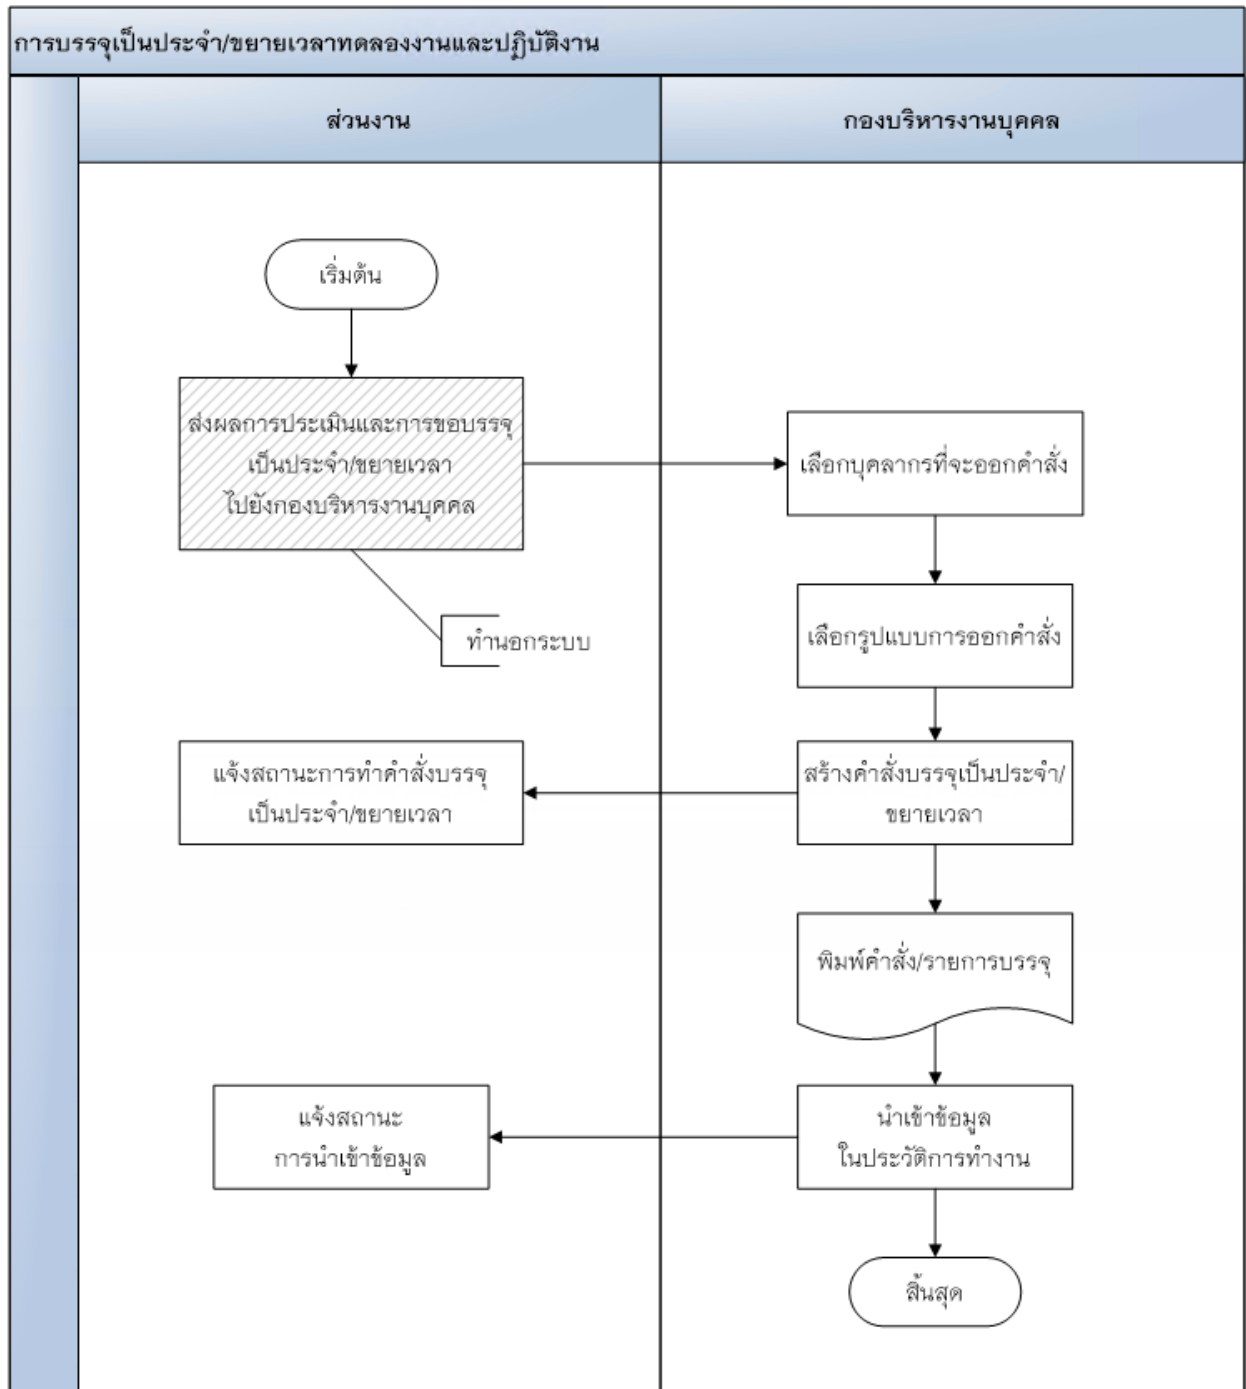 การบรรจุเป็นประจำ/ขยายเวลาทดลองงานและปฏิบัติงาน
ส่วนงาน
กองบริหารงานบุคคล
เริ่มต้น
ส่งผลการประเมินและการขอบรรจุ
เป็นประจำ/ขยายเวลา
ไปยังกองบริหารงานบุคคล
เลือกบุคลากรที่จะออกคำสั่ง
ทำนอกระบบ
เลือกรูปแบบการออกคำสั่ง
แจ้งสถานะการทำคำสั่งบรรจุ
เป็นประจำ/ขยายเวลา
สร้างคำสั่งบรรจุเป็นประจำ/
ขยายเวลา
พิมพ์คำสั่ง/รายการบรรจุ
แจ้งสถานะ
การนำเข้าข้อมูล
นำเข้าข้อมูล
ในประวัติการทำงาน
สิ้นสุด